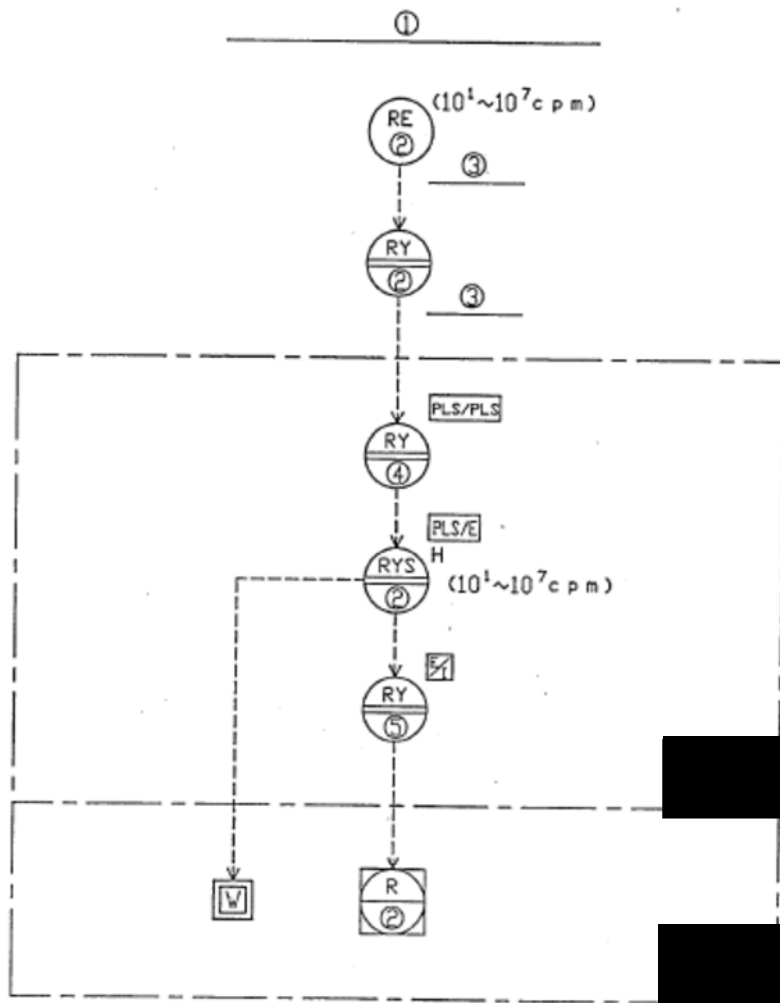 ①
RE
②
(10¹~10⁷cpm)
③
RY
②
③
PLS/PLS
RY
④
PLS/E
H
RYS
②
(10¹~10⁷cpm)
E/I
RY
⑤
W
R
②